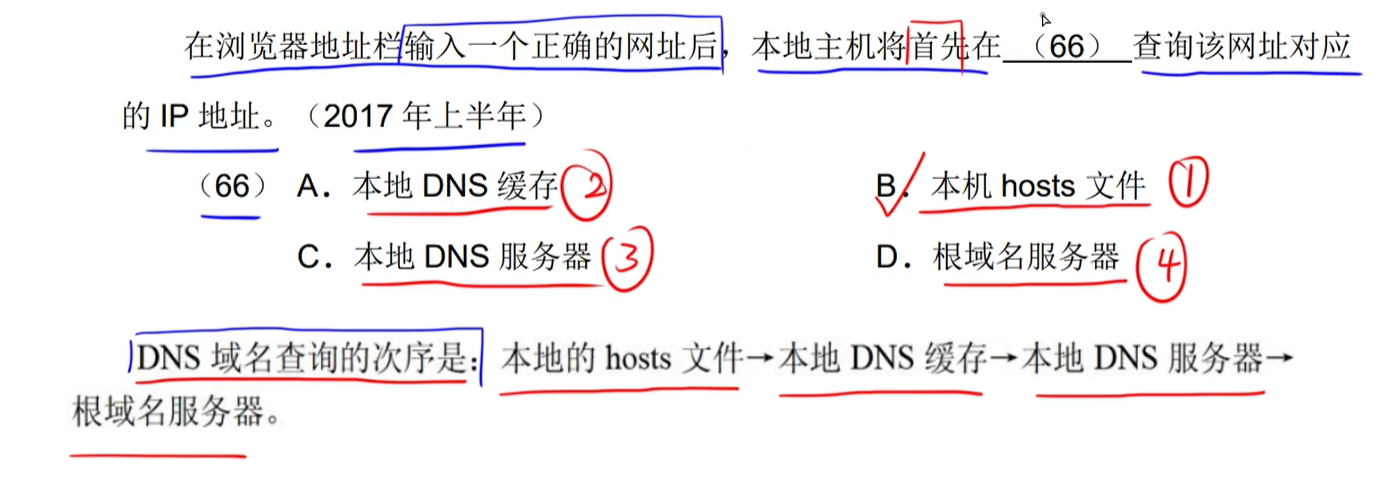 在浏览器地址栏输入一个正确的网址后，本地主机将首先在 （66） 查询该网址对应
的 IP 地址。（2017 年上半年）
（66） A．本地 DNS 缓存 ② B．本机 hosts 文件 ①
C．本地 DNS 服务器 ③ D．根域名服务器 ④
DNS 域名查询的次序是：本地的 hosts 文件→本地 DNS 缓存→本地 DNS 服务器→
根域名服务器。